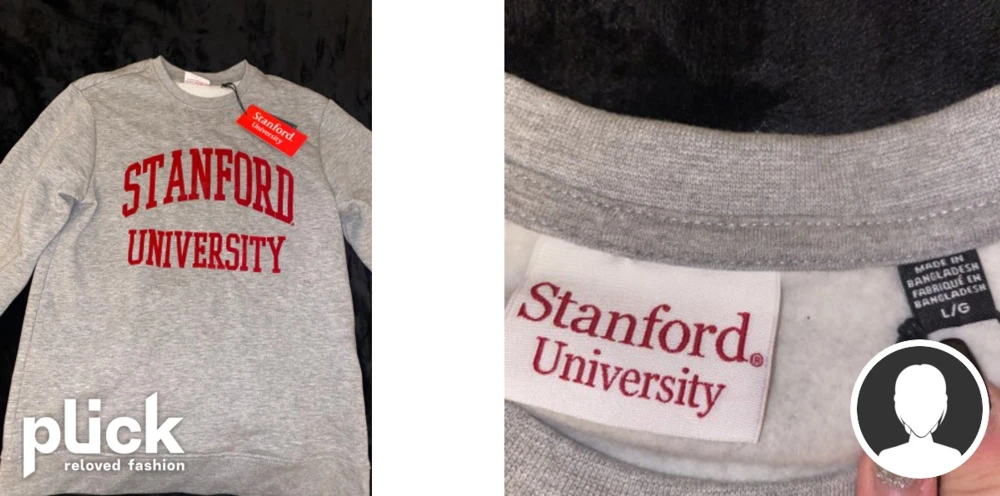 Stanford
University
STANFORD
UNIVERSITY
plick
reloved fashion
Stanford®
University
MADE IN
BANGLADESH
FABRIQUÉ EN
BANGLADESH
L/G